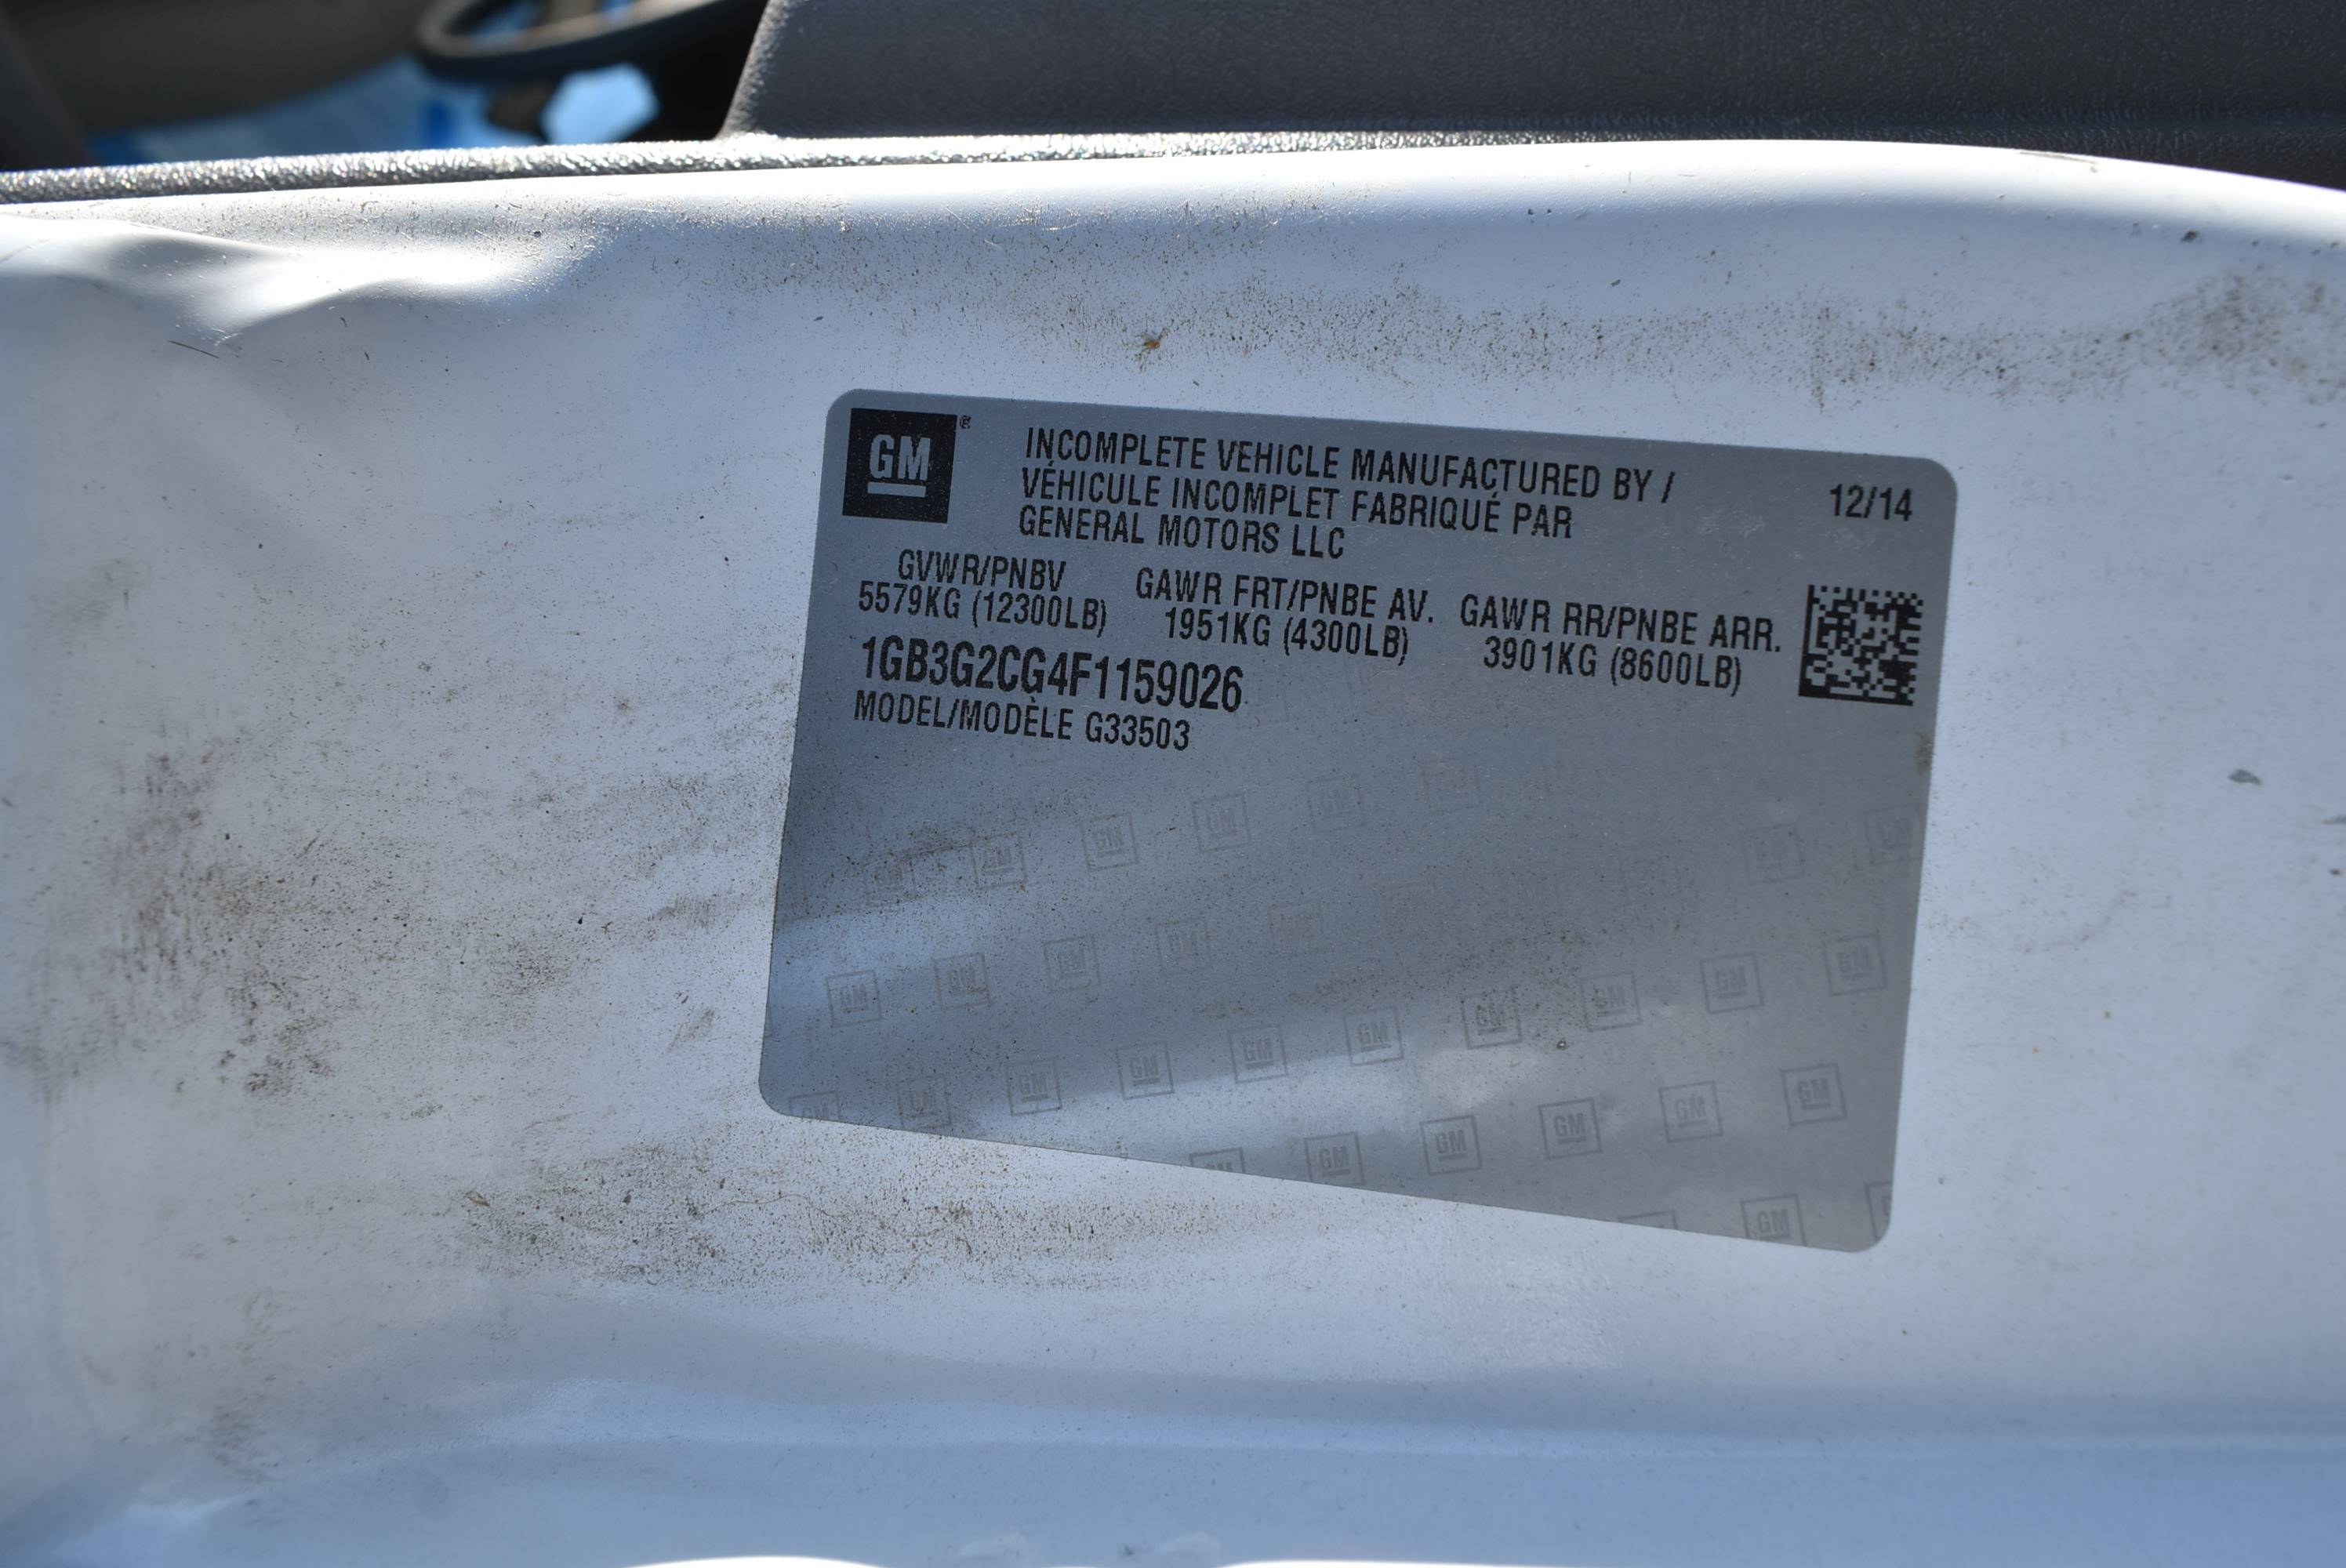 GM®
INCOMPLETE VEHICLE MANUFACTURED BY /
VÉHICULE INCOMPLET FABRIQUÉ PAR
GENERAL MOTORS LLC
12/14
GVWR/PNBV GAWR FRT/PNBE AV. GAWR RR/PNBE ARR.
5579KG (12300LB) 1951KG (4300LB) 3901KG (8600LB)
1GB3G2CG4F1159026
MODEL/MODÈLE G33503